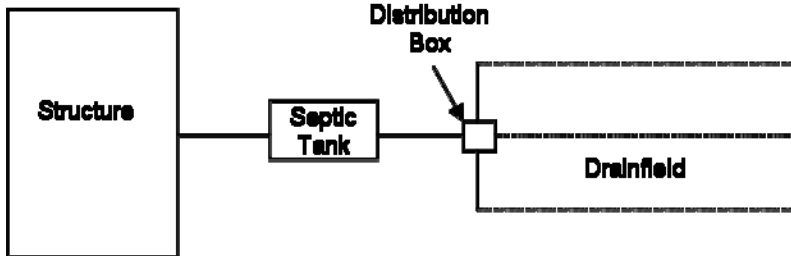 Distribution
Box
Structure
Septic
Tank
Drainfield